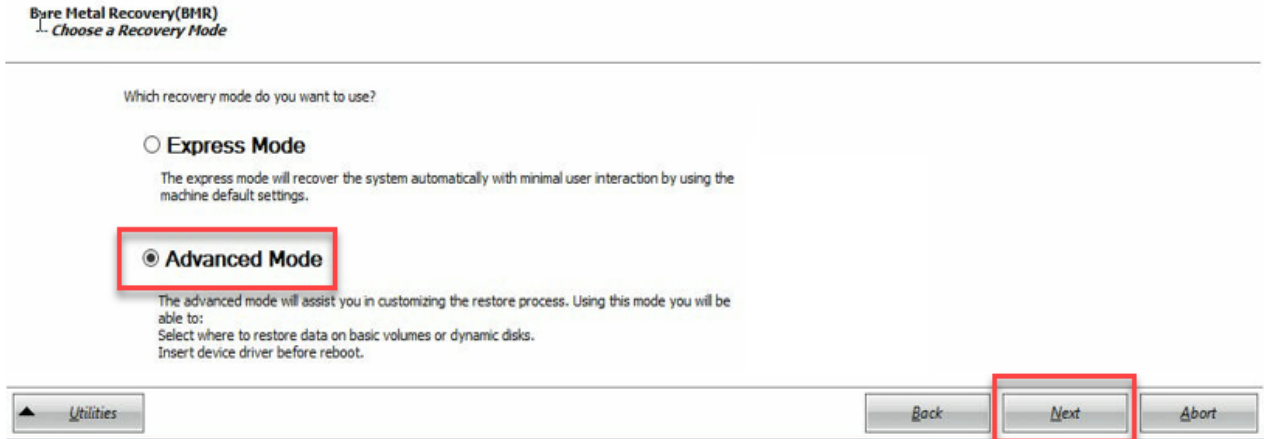 Bare Metal Recovery(BMR)
-- Choose a Recovery Mode
Which recovery mode do you want to use?
Express Mode
The express mode will recover the system automatically with minimal user interaction by using the
machine default settings.
Advanced Mode
The advanced mode will assist you in customizing the restore process. Using this mode you will be
able to:
Select where to restore data on basic volumes or dynamic disks.
Insert device driver before reboot.
Utilities
Back
Next
Abort